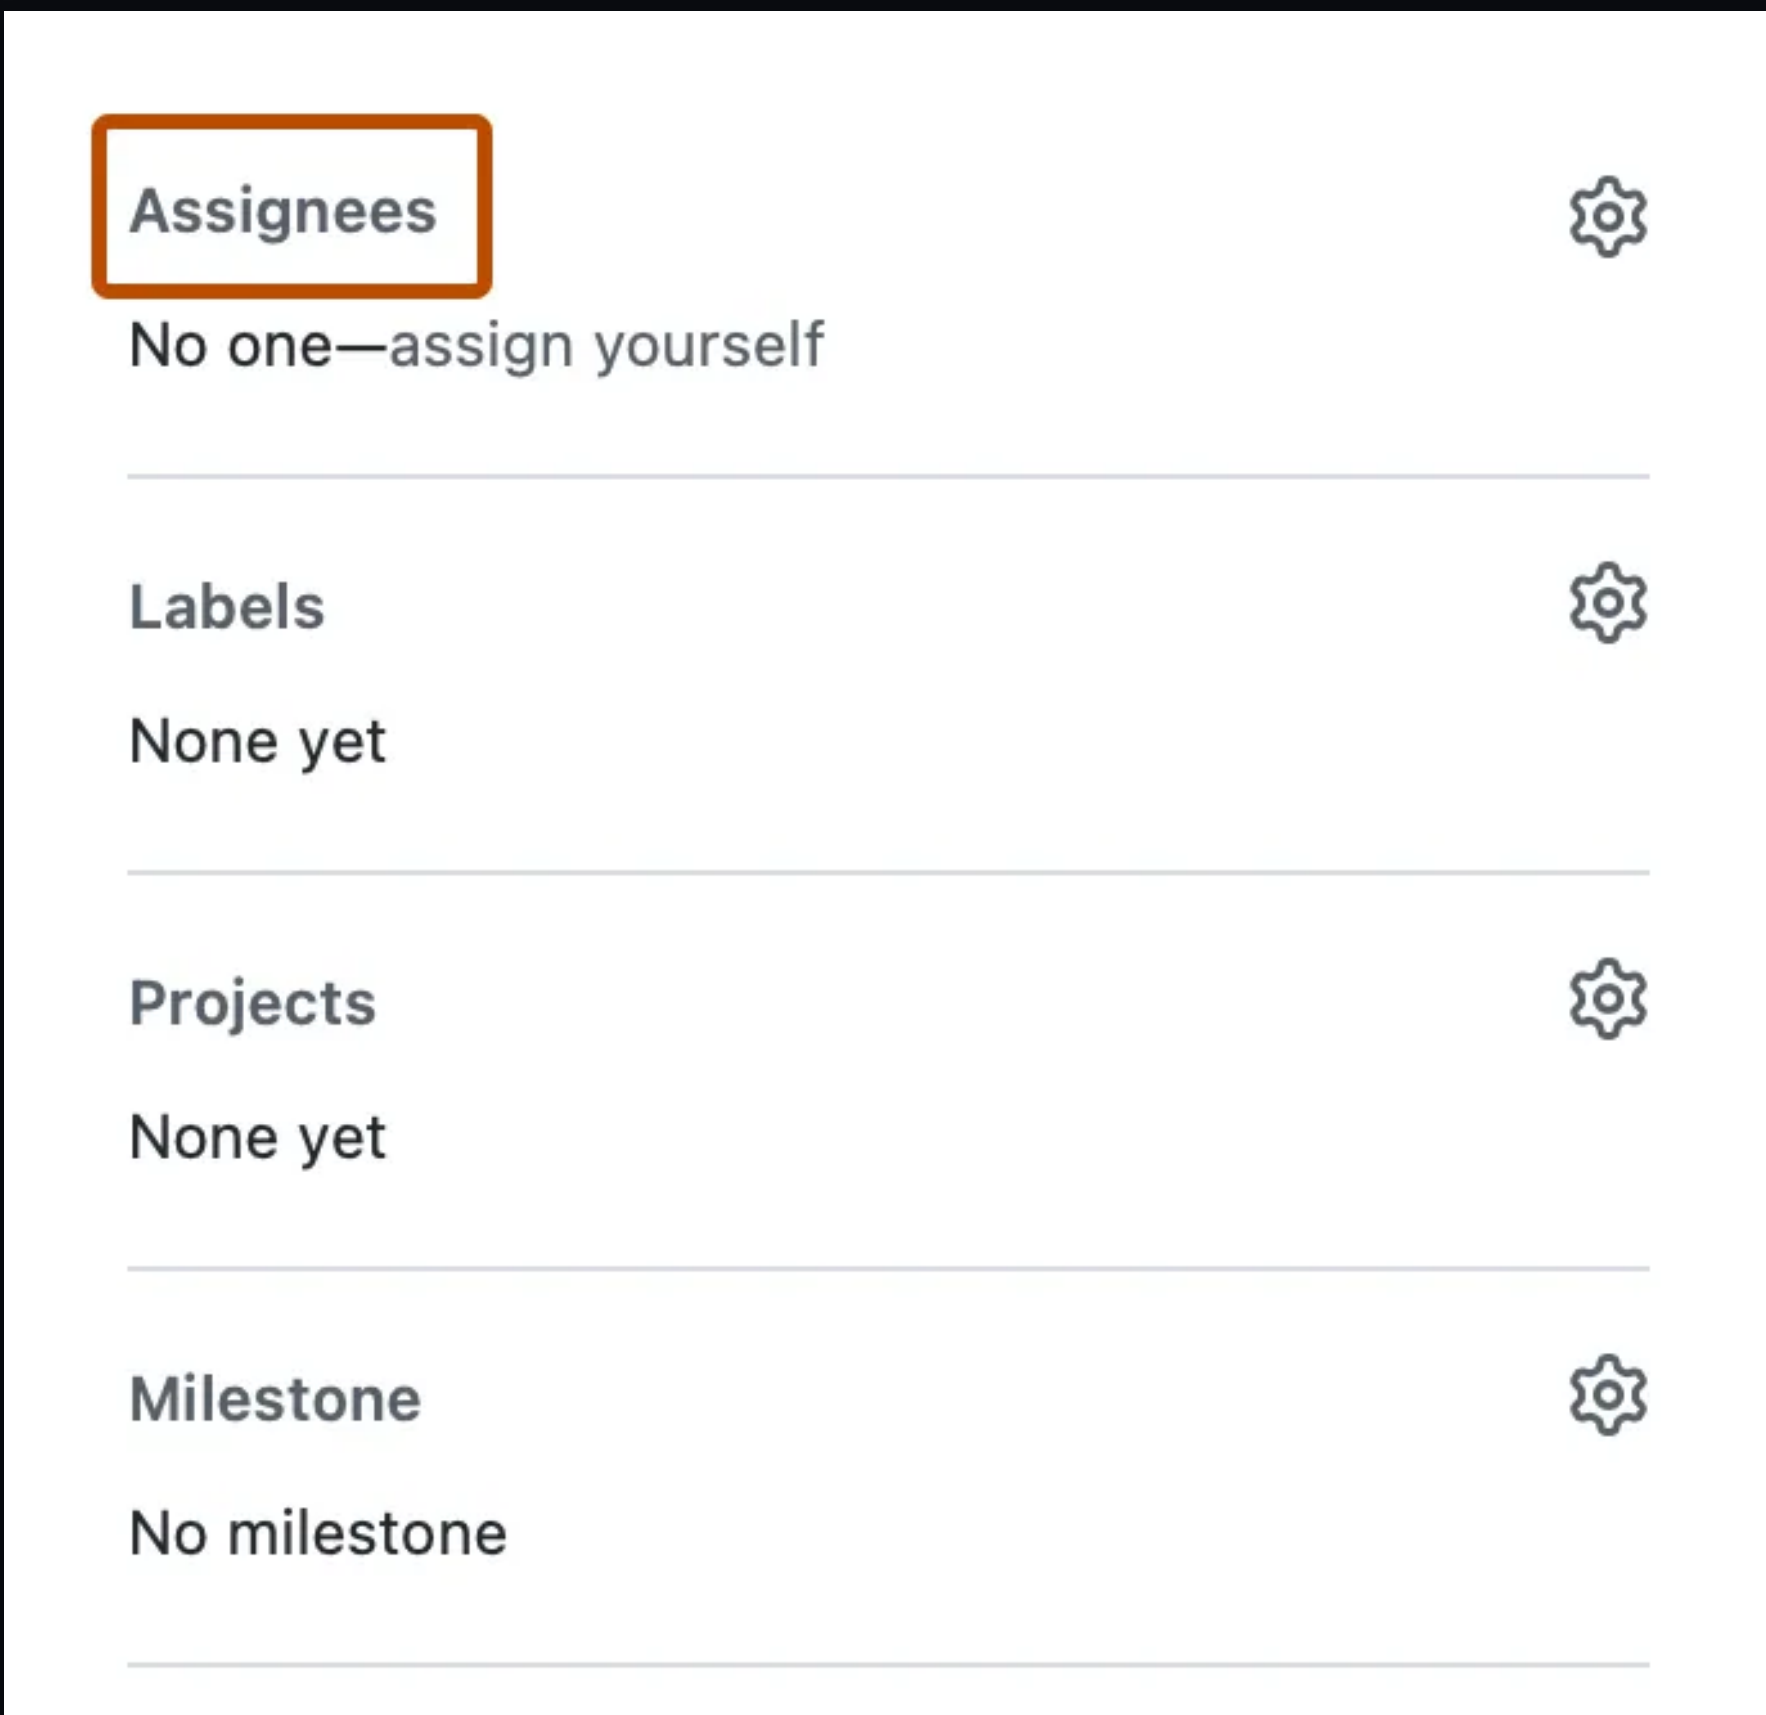 Assignees
No one—assign yourself
Labels
None yet
Projects
None yet
Milestone
No milestone